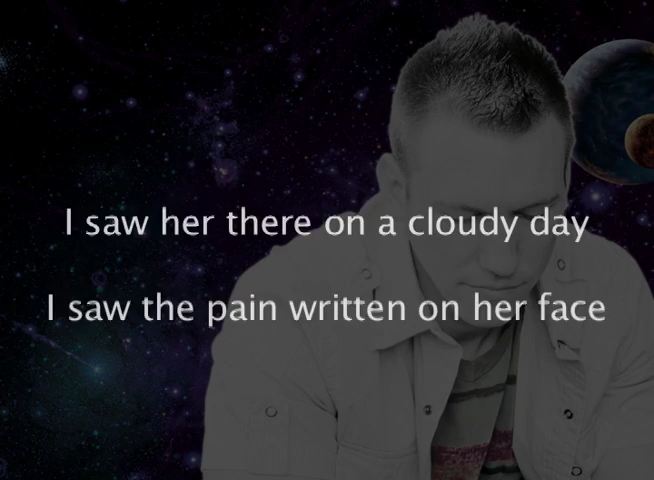 I saw her there on a cloudy day
I saw the pain written on her face